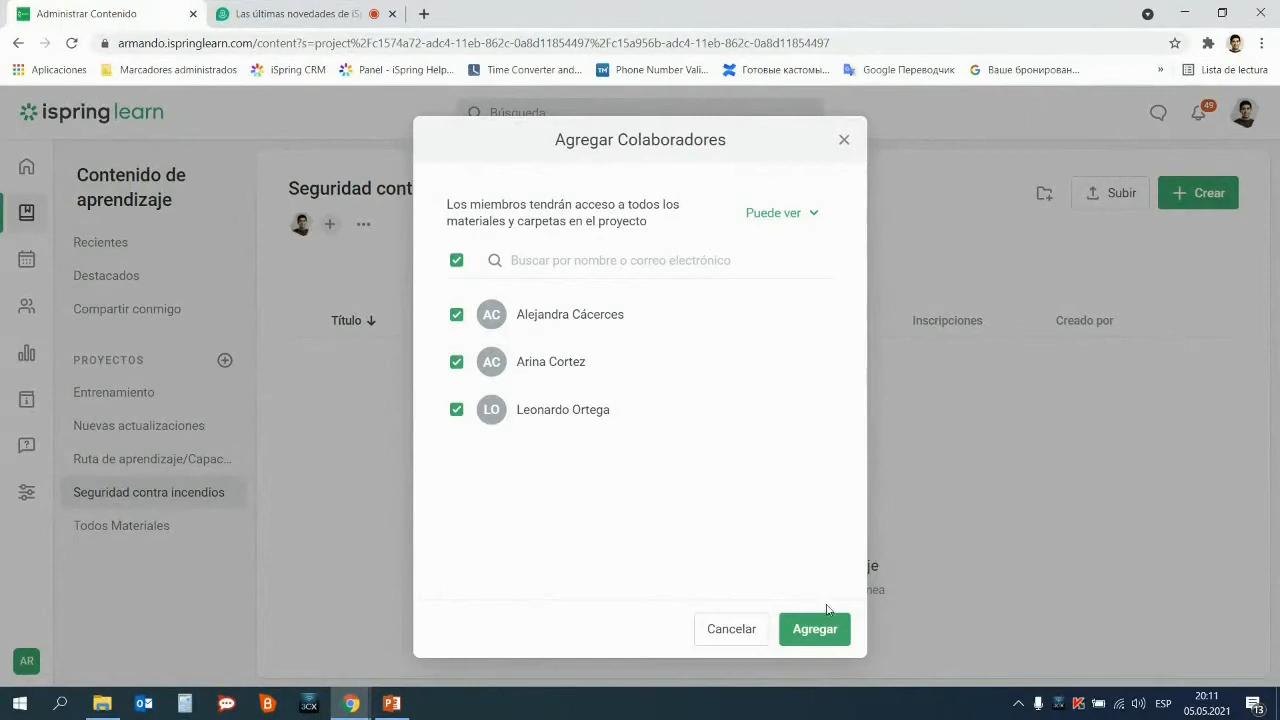 Administrar Contenido
Las últimas novedades de iS
armando.ispringlearn.com/content?s=project%2Fc1574a72-adc4-11eb-862c-0a8d11854497%2Fc15a956b-adc4-11eb-862c-0a8d11854497
Aplicaciones
Marcadores administrados
iSpring CRM
Panel - iSpring Help...
Time Converter and...
Phone Number Vali...
Готовые кастомы...
Google Переводчик
Ваше бронирован...
»
Lista de lectura
ispring learn
Búsqueda
49
Contenido de
aprendizaje
Recientes
Destacados
Compartir conmigo
PROYECTOS
Entrenamiento
Nuevas actualizaciones
Ruta de aprendizaje/Capac...
Seguridad contra incendios
Todos Materiales
AR
Seguridad cont
Subir
Crear
Título
Inscripciones
Creado por
je
nea
Agregar Colaboradores
Los miembros tendrán acceso a todos los
materiales y carpetas en el proyecto
Puede ver
Buscar por nombre o correo electrónico
AC Alejandra Cácerces
AC Arina Cortez
LO Leonardo Ortega
Cancelar
Agregar
3CX
ESP
20:11
05.05.2021
13